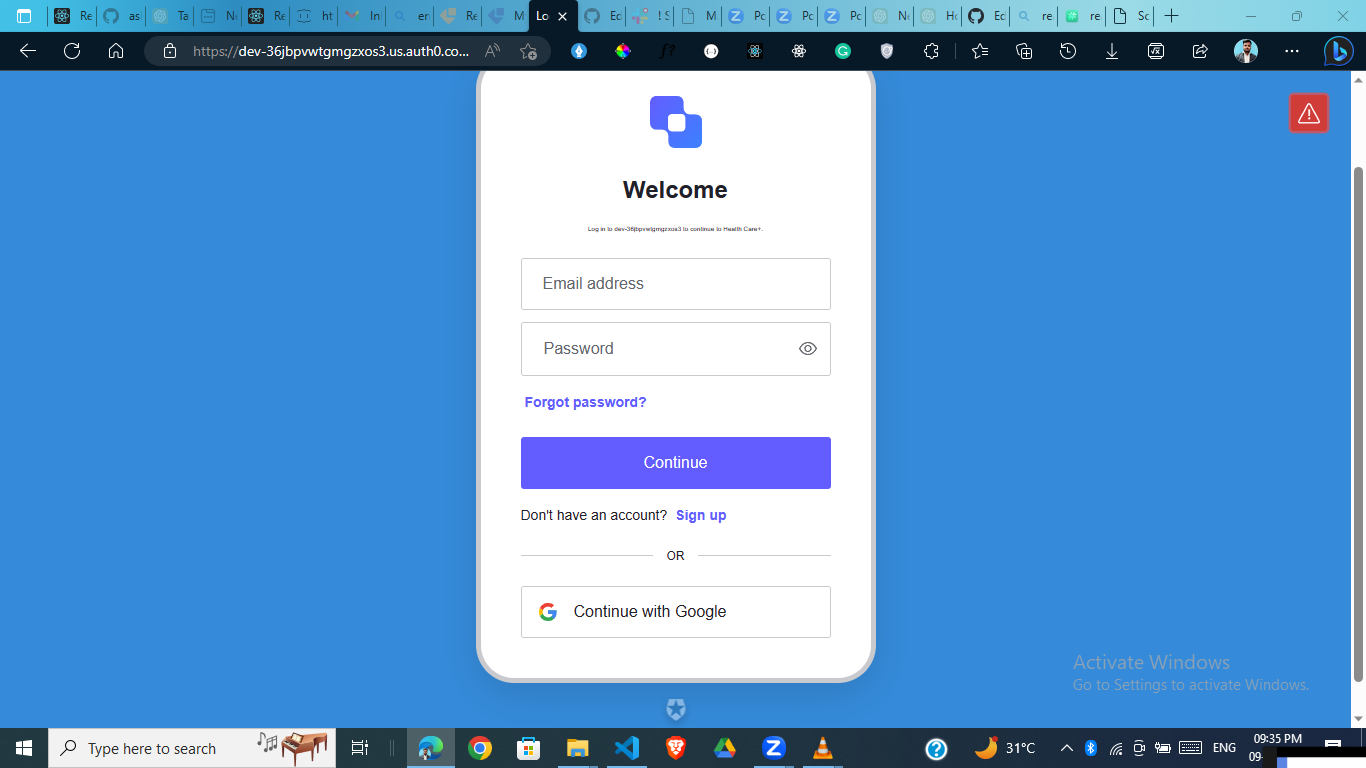 Re
as
Ta
Re
ht
In
er
Re
M
Lo
Ec
! S
M
Pc
Pc
Pc
Ne
Ho
Ec
re
re
Sc
https://dev-36jbpvwtgmgzxos3.us.auth0.co...
Welcome
Log in to dev-36jbpvwtgmgzxos3 to continue to Health Care+.
Email address
Password
Forgot password?
Continue
Don't have an account? Sign up
OR
Continue with Google
Activate Windows
Go to Settings to activate Windows.
Type here to search
31°C
ENG
09:35 PM
09-